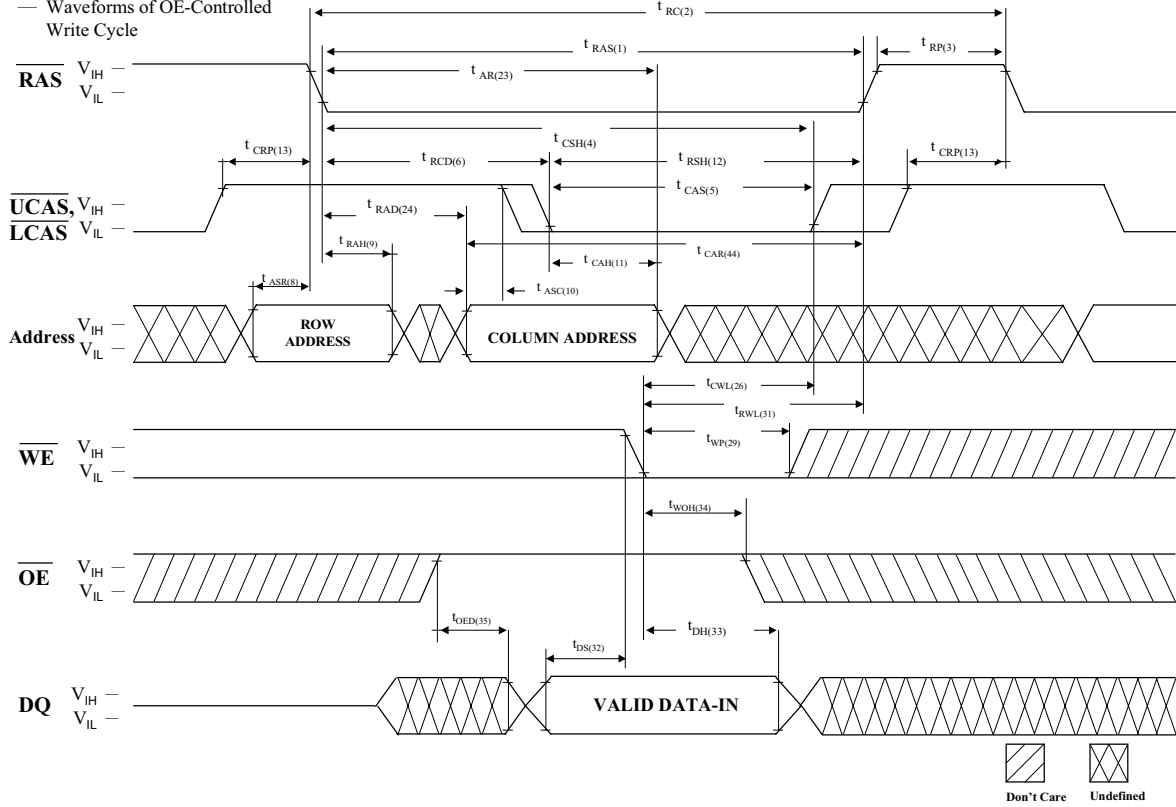 — Waveforms of OE-Controlled
Write Cycle
t RC(2)
t RAS(1)
t RP(3)
t AR(23)
RAS
V IH —
V IL —
t CSH(4)
t CRP(13)
t RCD(6)
t RSH(12)
t CRP(13)
t CAS(5)
UCAS,
LCAS
V IH —
V IL —
t RAD(24)
t RAH(9)
t CAR(44)
t CAH(11)
t ASR(8)
t ASC(10)
Address
V IH —
V IL —
ROW
ADDRESS
COLUMN ADDRESS
t CWL(26)
t RWL(31)
t WP(29)
WE
V IH —
V IL —
t WOH(34)
OE
V IH —
V IL —
t OED(35)
t DS(32)
t DH(33)
DQ
V IH —
V IL —
VALID DATA-IN
Don't Care
Undefined